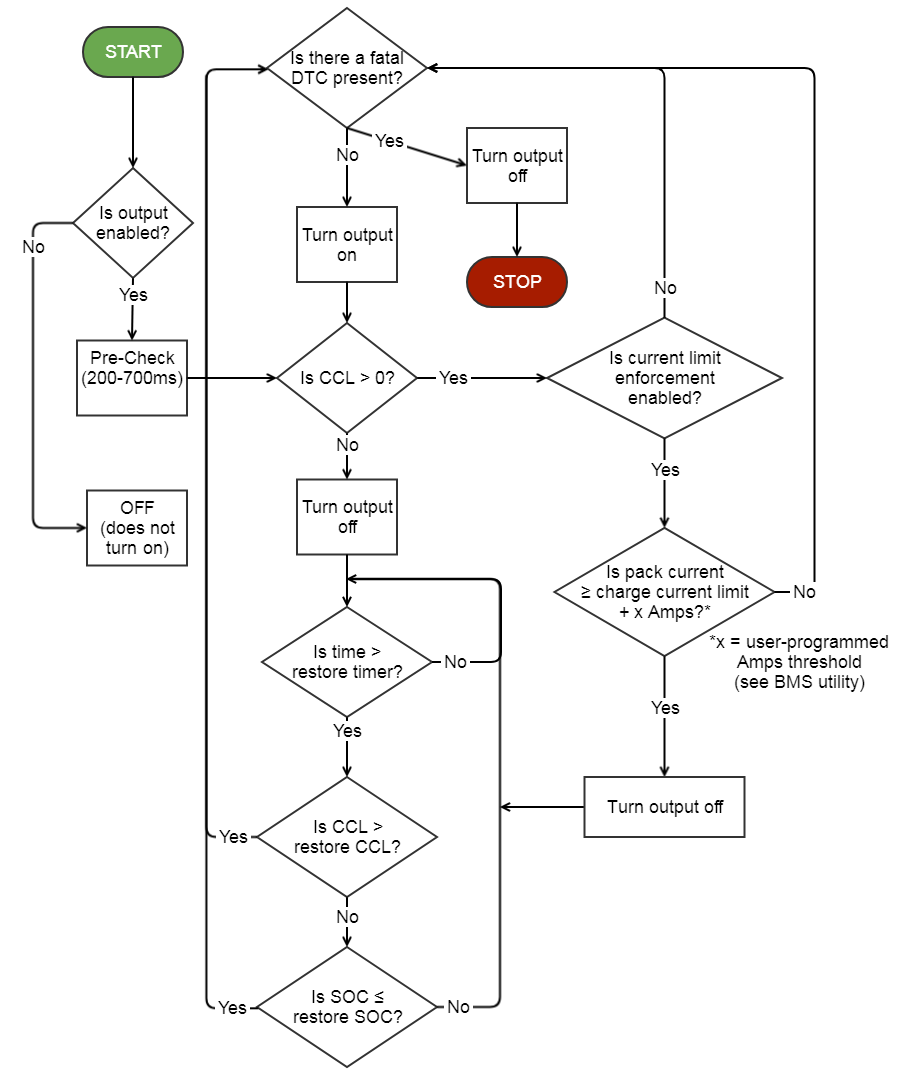 START
Is there a fatal
DTC present?
Yes
No
Turn output
off
Is output
enabled?
No
Yes
Turn output
on
STOP
No
Pre-Check
(200-700ms)
Is CCL > 0?
Yes
Is current limit
enforcement
enabled?
No
Yes
OFF
(does not
turn on)
Turn output
off
Is pack current
≥ charge current limit
+ x Amps?*
No
*x = user-programmed
Amps threshold
(see BMS utility)
Is time >
restore timer?
No
Yes
Yes
Turn output off
Is CCL >
restore CCL?
Yes
No
Is SOC ≤
restore SOC?
Yes
No